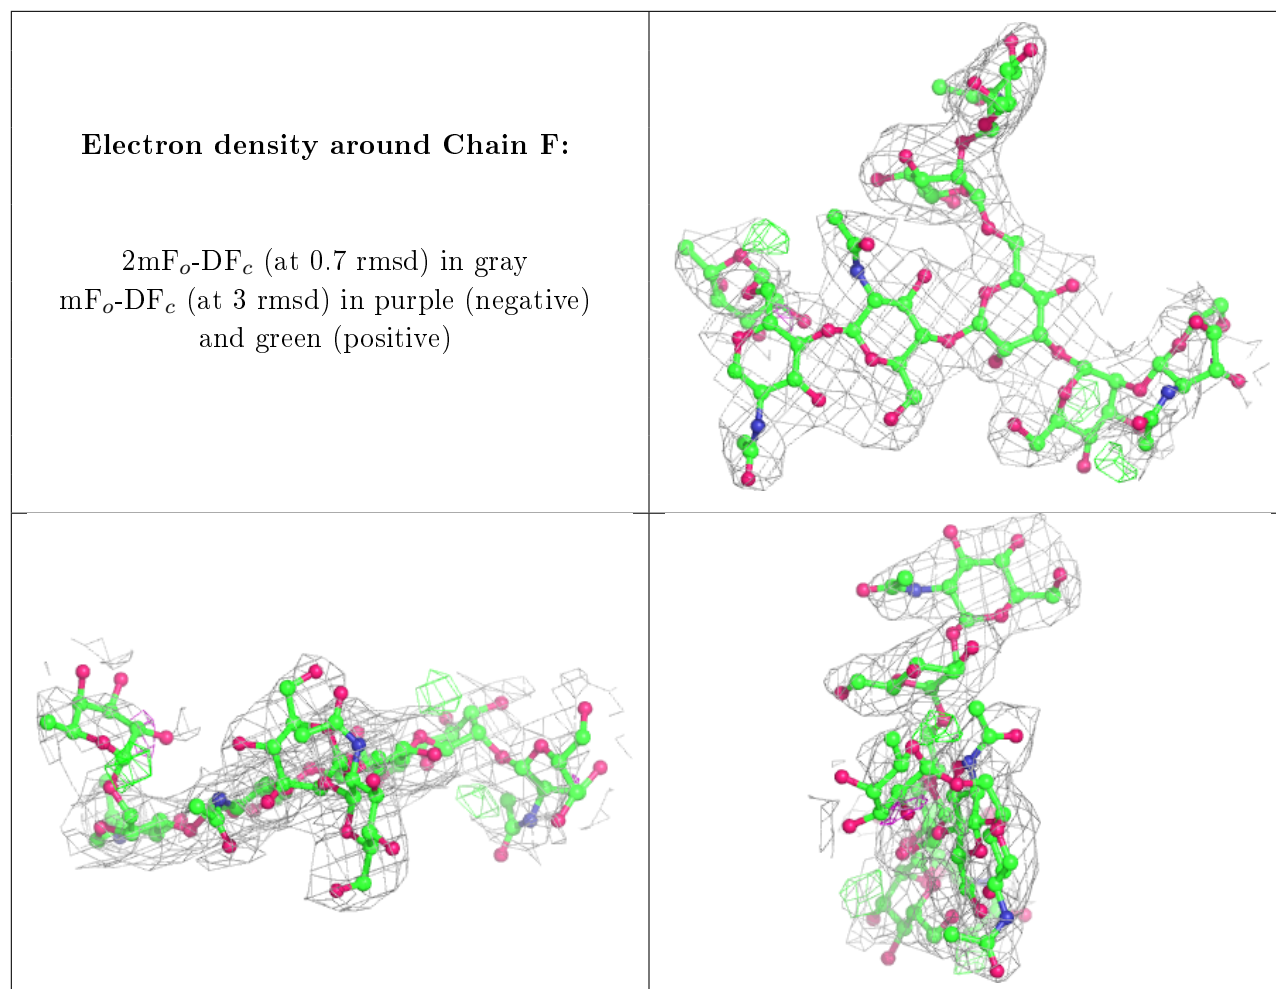 Electron density around Chain F:
2mFo-DFc (at 0.7 rmsd) in gray
mFo-DFc (at 3 rmsd) in purple (negative)
and green (positive)